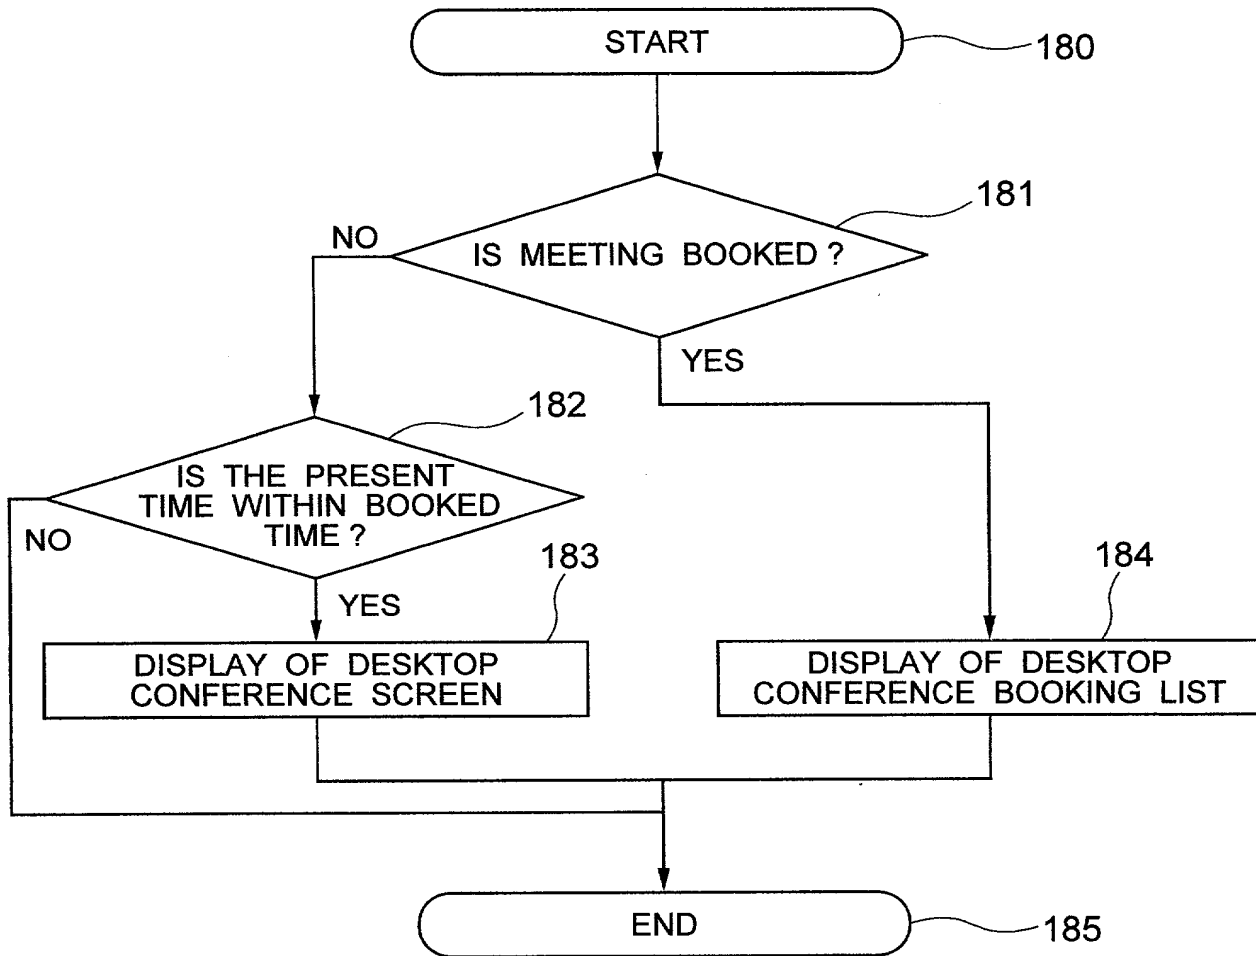 START
180
181
NO
IS MEETING BOOKED ?
YES
182
IS THE PRESENT
TIME WITHIN BOOKED
TIME ?
NO
183
184
YES
DISPLAY OF DESKTOP
CONFERENCE SCREEN
DISPLAY OF DESKTOP
CONFERENCE BOOKING LIST
END
185